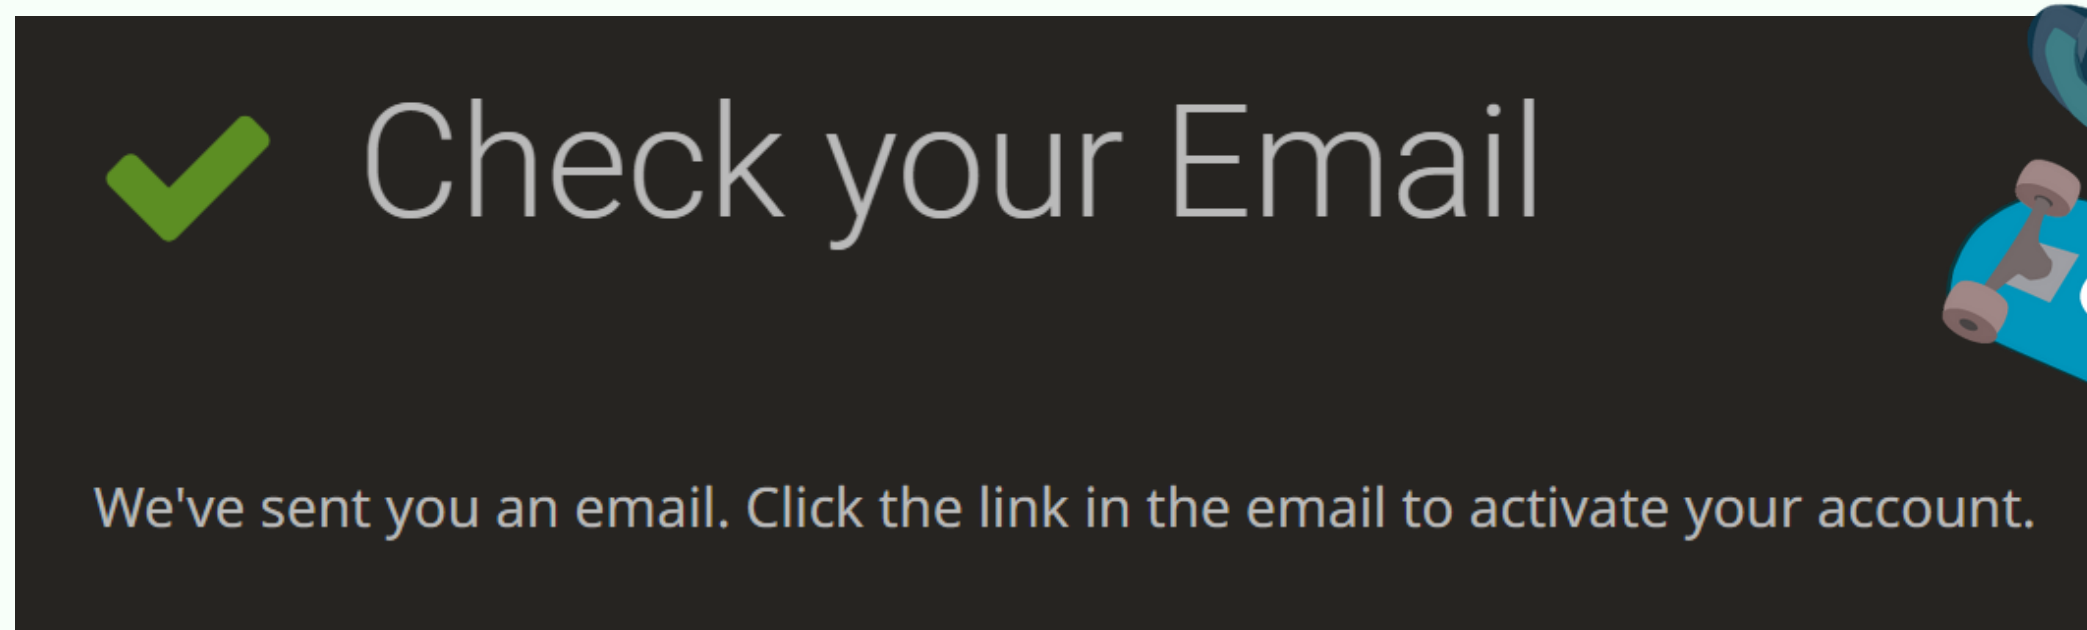 Check your Email
We've sent you an email. Click the link in the email to activate your account.